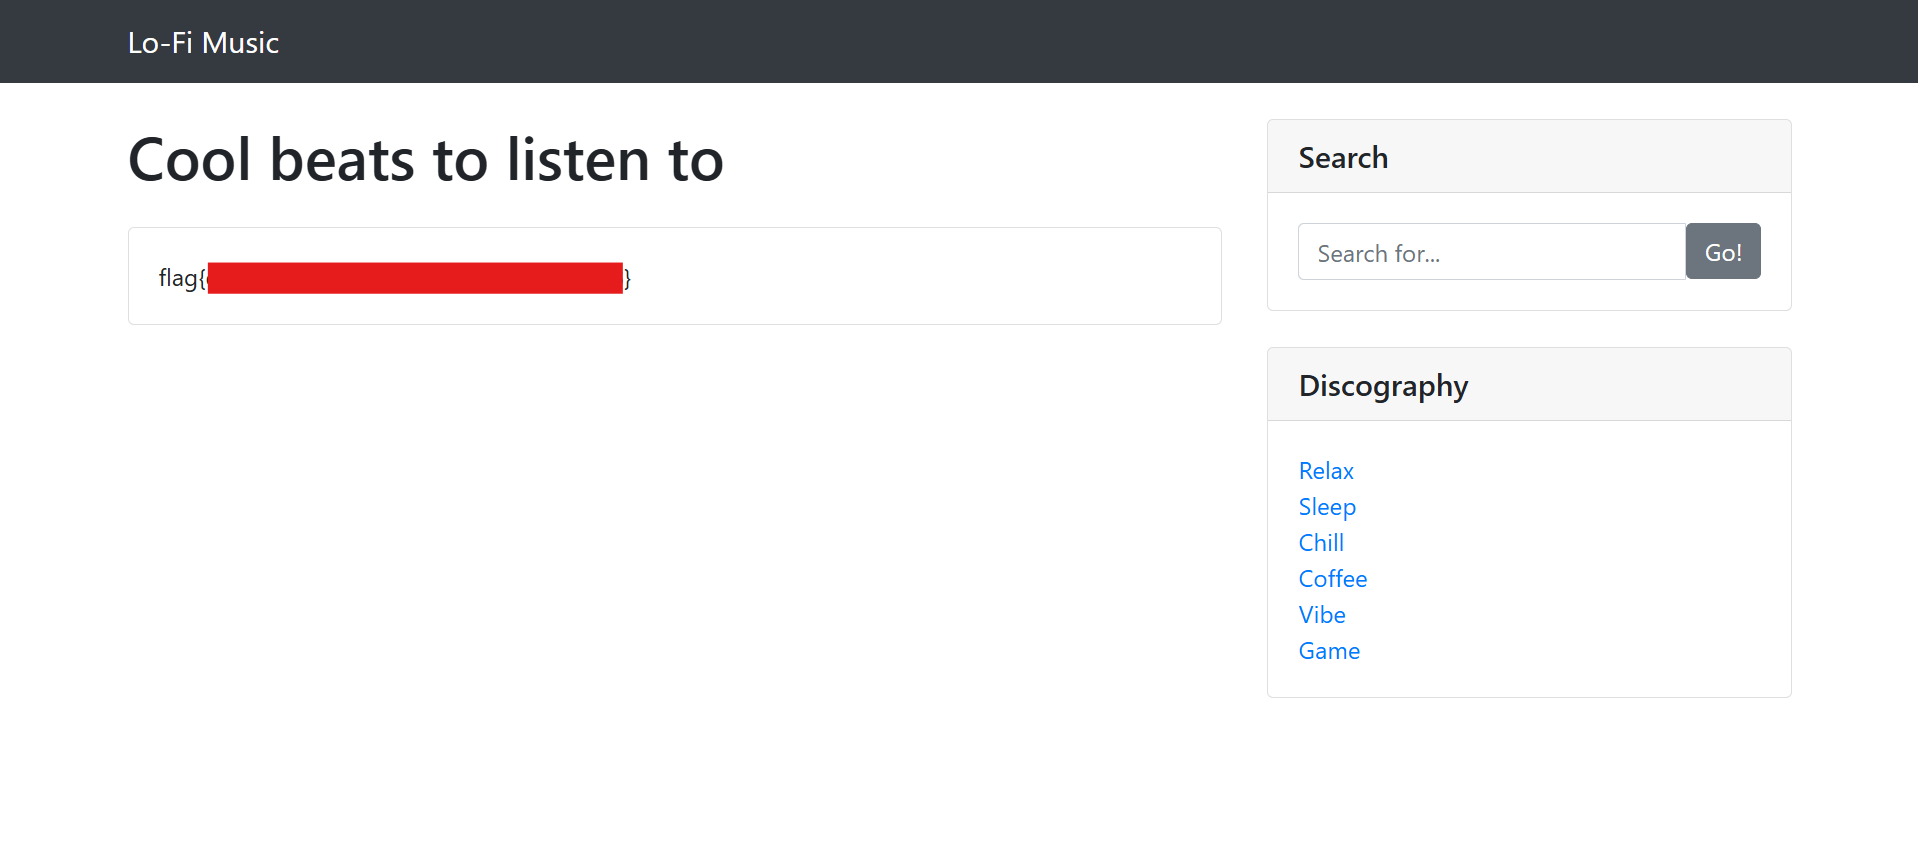 Lo-Fi Music
Cool beats to listen to
flag{ }
Search
Search for...
Go!
Discography
Relax
Sleep
Chill
Coffee
Vibe
Game